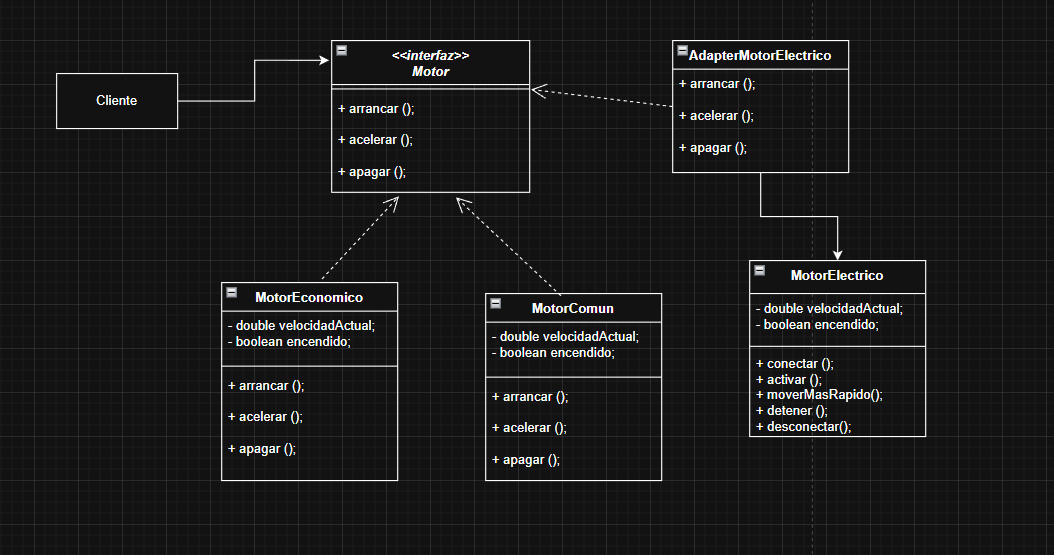 Cliente
<<interfaz>>
Motor
+ arrancar ();
+ acelerar ();
+ apagar ();
AdapterMotorElectrico
+ arrancar ();
+ acelerar ();
+ apagar ();
MotorEconomico
- double velocidadActual;
- boolean encendido;
+ arrancar ();
+ acelerar ();
+ apagar ();
MotorComun
- double velocidadActual;
- boolean encendido;
+ arrancar ();
+ acelerar ();
+ apagar ();
MotorElectrico
- double velocidadActual;
- boolean encendido;
+ conectar ();
+ activar ();
+ moverMasRapido();
+ detener ();
+ desconectar();